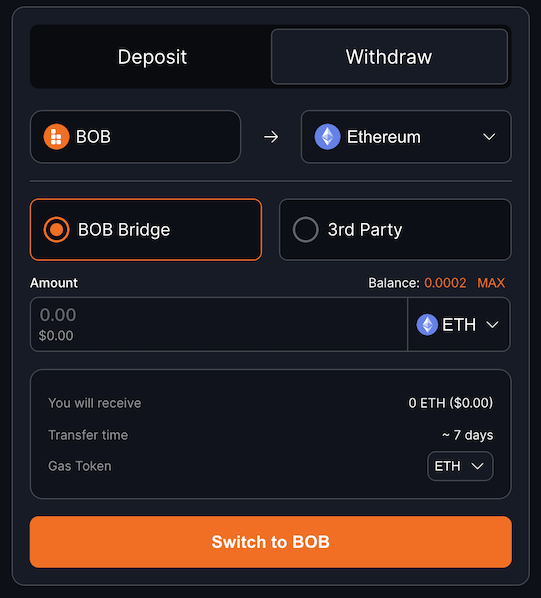 Deposit Withdraw
BOB → Ethereum
BOB Bridge 3rd Party
Amount Balance: 0.0002 MAX
0.00
$0.00
ETH
You will receive 0 ETH ($0.00)
Transfer time ~ 7 days
Gas Token ETH
Switch to BOB